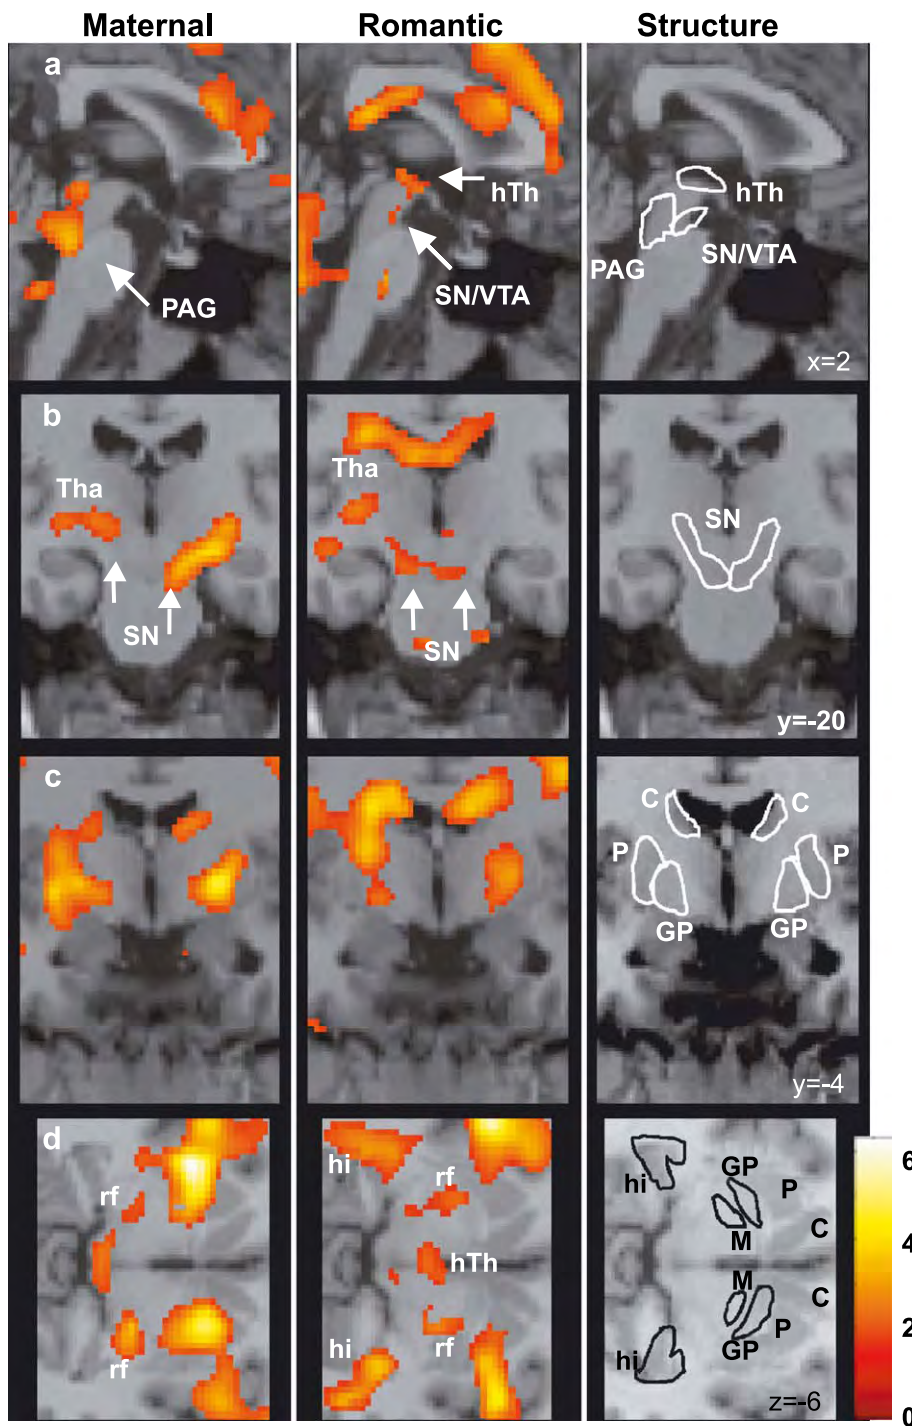 Maternal Romantic Structure
a
hTh
hTh
PAG
SN/VTA
PAG
SN/VTA
x=2
b
Tha
Tha
SN
SN
SN
y=-20
c
C
C
P
P
GP
GP
y=-4
d
hi
rf
rf
hTh
rf
hi
rf
hi
GP
P
C
M
M
C
P
GP
hi
z=-6
6
4
2
0